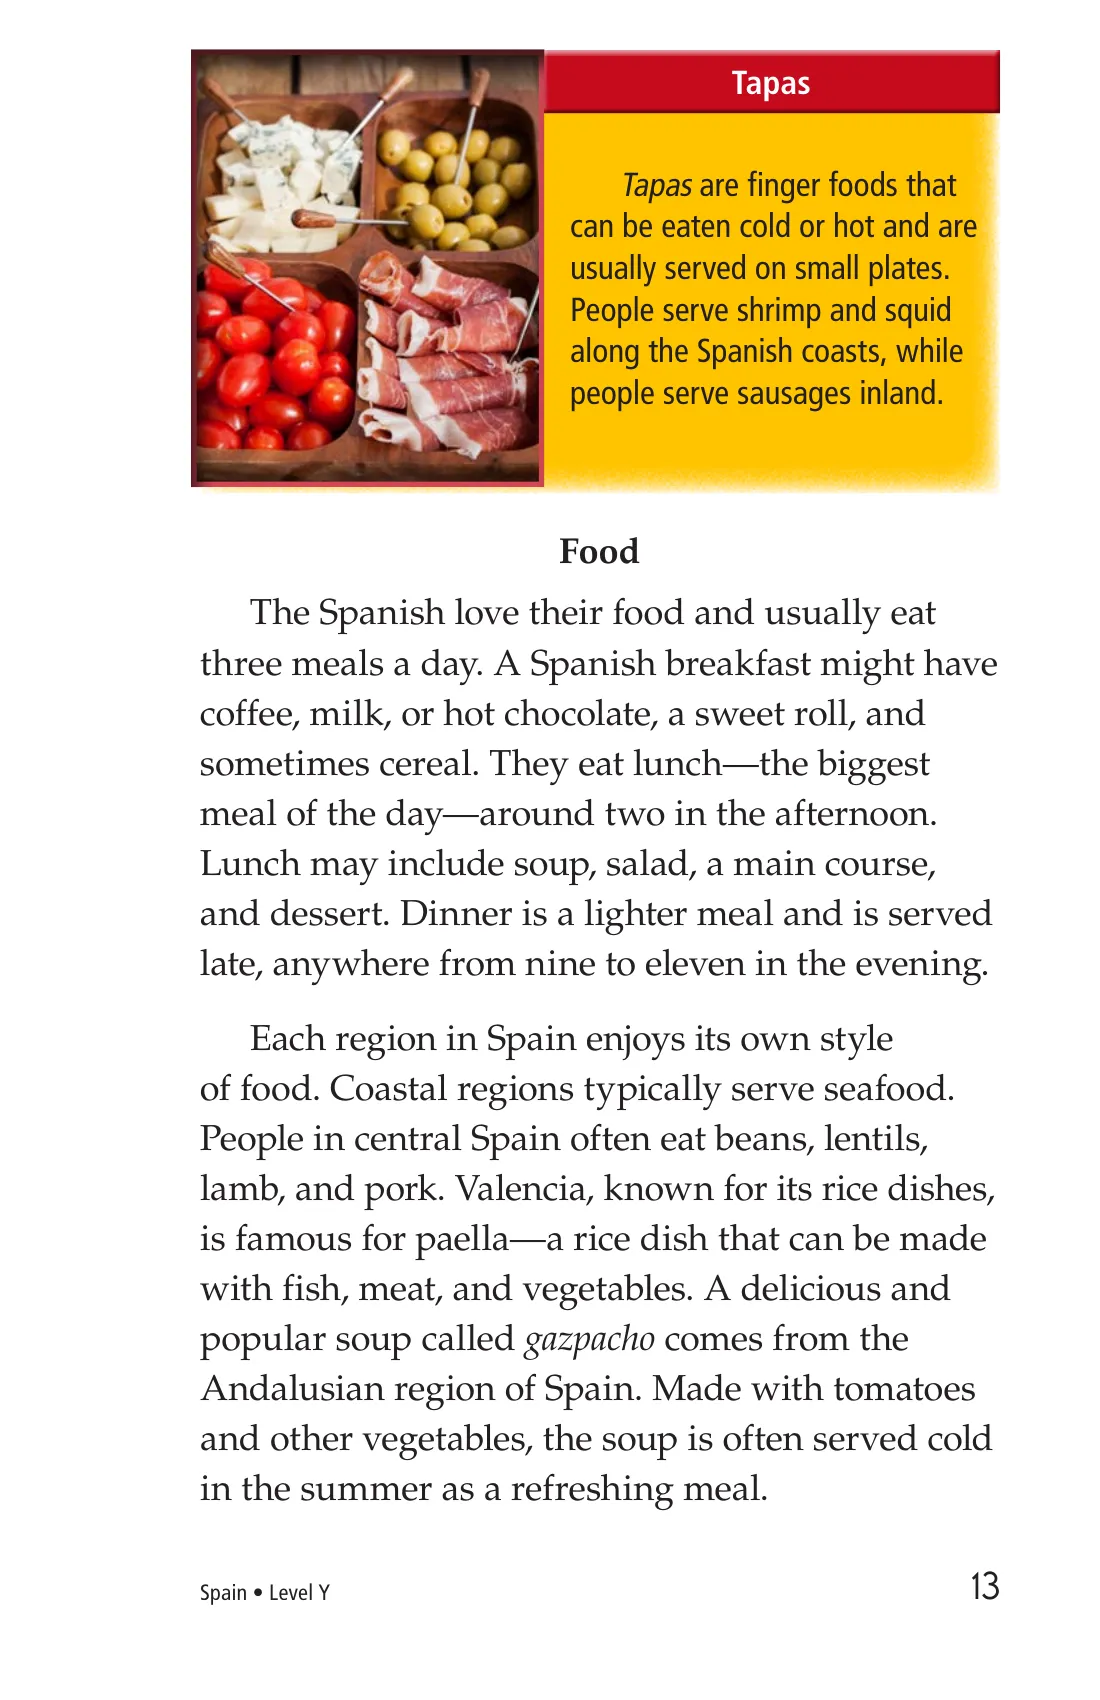 Tapas
Tapas are finger foods that
can be eaten cold or hot and are
usually served on small plates.
People serve shrimp and squid
along the Spanish coasts, while
people serve sausages inland.
Food
The Spanish love their food and usually eat
three meals a day. A Spanish breakfast might have
coffee, milk, or hot chocolate, a sweet roll, and
sometimes cereal. They eat lunch—the biggest
meal of the day—around two in the afternoon.
Lunch may include soup, salad, a main course,
and dessert. Dinner is a lighter meal and is served
late, anywhere from nine to eleven in the evening.
Each region in Spain enjoys its own style
of food. Coastal regions typically serve seafood.
People in central Spain often eat beans, lentils,
lamb, and pork. Valencia, known for its rice dishes,
is famous for paella—a rice dish that can be made
with fish, meat, and vegetables. A delicious and
popular soup called gazpacho comes from the
Andalusian region of Spain. Made with tomatoes
and other vegetables, the soup is often served cold
in the summer as a refreshing meal.
Spain • Level Y
13